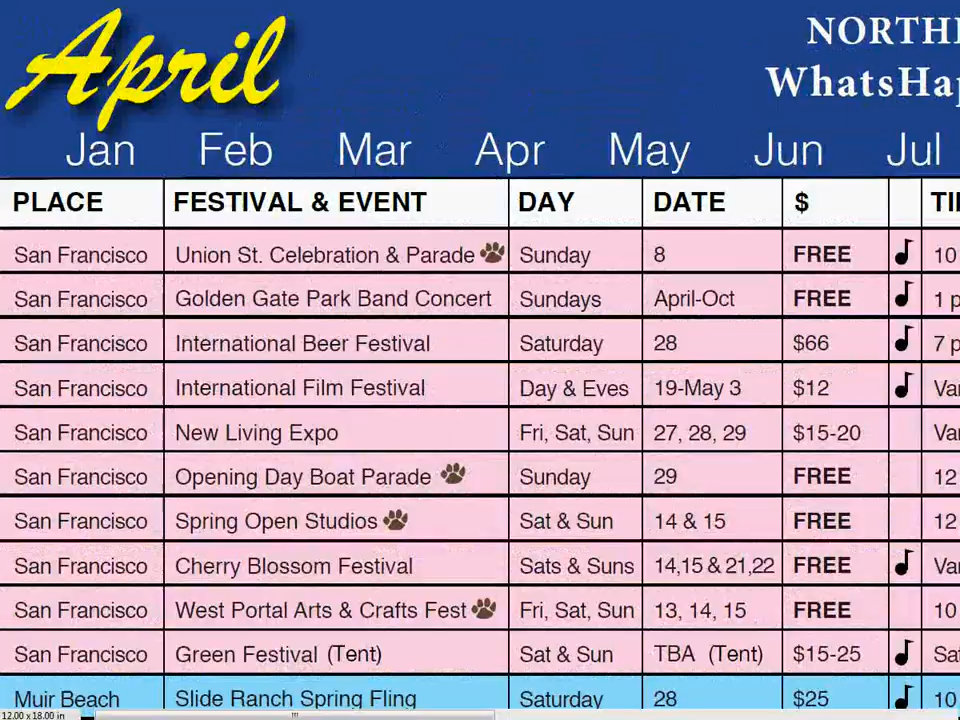 April
Jan Feb Mar Apr May Jun Jul
PLACE FESTIVAL & EVENT DAY DATE $
San Francisco Union St. Celebration & Parade Sunday 8 FREE 10
San Francisco Golden Gate Park Band Concert Sundays April-Oct FREE 1 p
San Francisco International Beer Festival Saturday 28 $66 7 p
San Francisco International Film Festival Day & Eves 19-May 3 $12
San Francisco New Living Expo Fri, Sat, Sun 27, 28, 29 $15-20
San Francisco Opening Day Boat Parade Sunday 29 FREE 12
San Francisco Spring Open Studios Sat & Sun 14 & 15 FREE 12
San Francisco Cherry Blossom Festival Sats & Suns 14,15 & 21,22 FREE
San Francisco West Portal Arts & Crafts Fest Fri, Sat, Sun 13, 14, 15 FREE 10
San Francisco Green Festival (Tent) Sat & Sun TBA (Tent) $15-25
Muir Beach Slide Ranch Spring Fling Saturday 28 $25 10
12.00 x 18.00 in